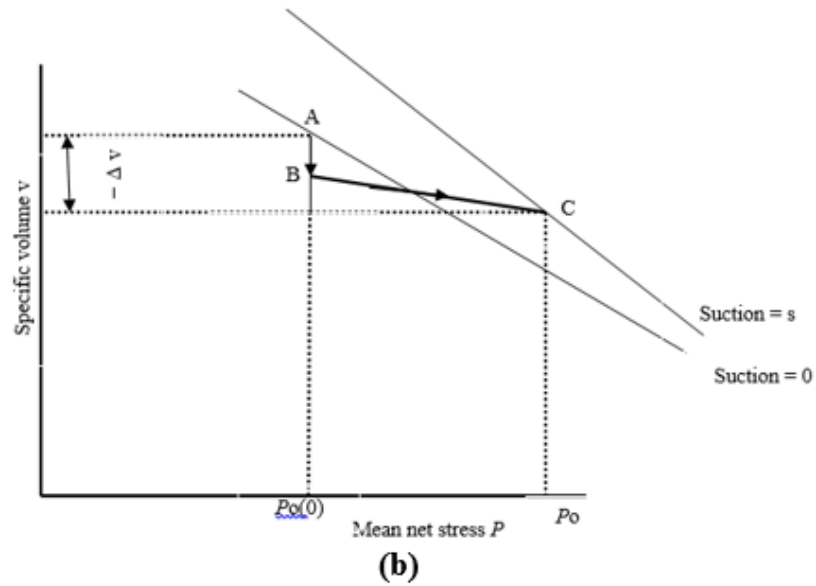 A
B
C
– Δ v
Specific volume v
Suction = s
Suction = 0
Po(0)
Po
Mean net stress P
(b)